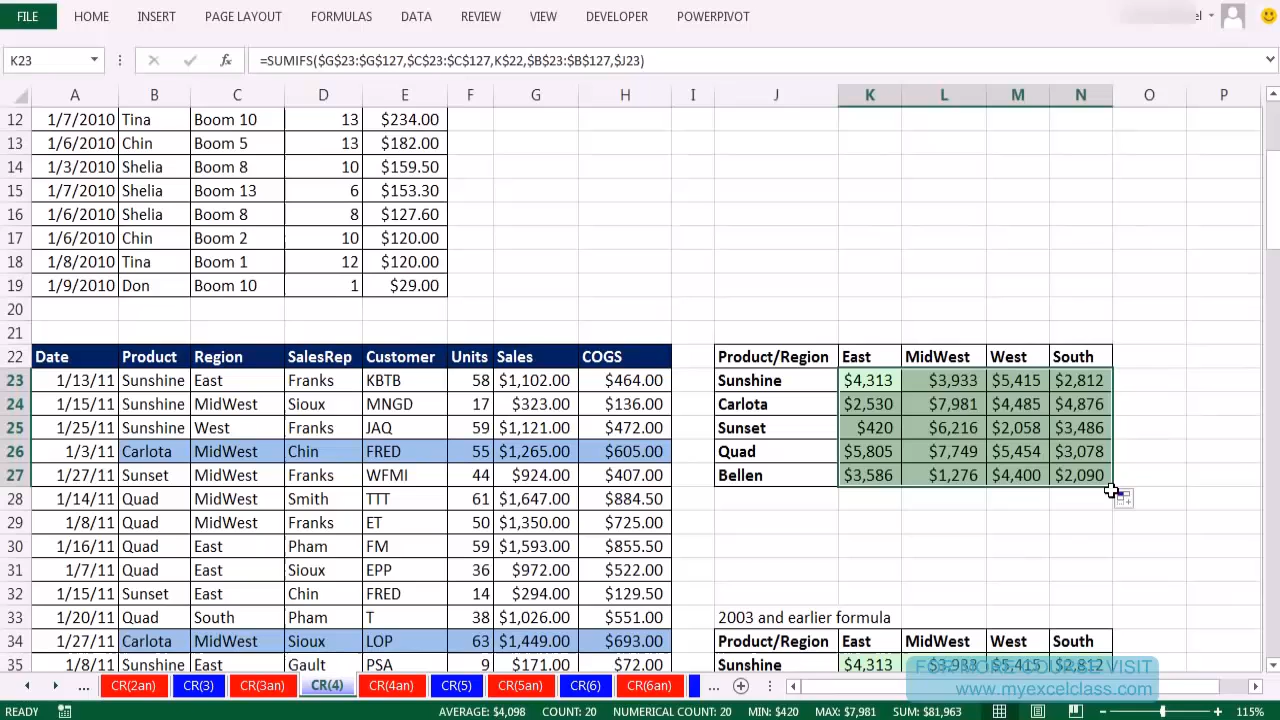 FILE HOME INSERT PAGE LAYOUT FORMULAS DATA REVIEW VIEW DEVELOPER POWERPIVOT
K23 fx =SUMIFS($G$23:$G$127,$C$23:$C$127,K$22,$B$23:$B$127,$J23)
A B C D E F G H I J K L M N O P
12 1/7/2010 Tina Boom 10 13 $234.00
13 1/6/2010 Chin Boom 5 13 $182.00
14 1/3/2010 Shelia Boom 8 10 $159.50
15 1/7/2010 Shelia Boom 13 6 $153.30
16 1/6/2010 Shelia Boom 8 8 $127.60
17 1/6/2010 Chin Boom 2 10 $120.00
18 1/8/2010 Tina Boom 1 12 $120.00
19 1/9/2010 Don Boom 10 1 $29.00
20
21
22 Date Product Region SalesRep Customer Units Sales COGS Product/Region East MidWest West South
23 1/13/11 Sunshine East Franks KBTB 58 $1,102.00 $464.00 Sunshine $4,313 $3,933 $5,415 $2,812
24 1/15/11 Sunshine MidWest Sioux MNGD 17 $323.00 $136.00 Carlota $2,530 $7,981 $4,485 $4,876
25 1/25/11 Sunshine West Franks JAQ 59 $1,121.00 $472.00 Sunset $420 $6,216 $2,058 $3,486
26 1/3/11 Carlota MidWest Chin FRED 55 $1,265.00 $605.00 Quad $5,805 $7,749 $5,454 $3,078
27 1/27/11 Sunset MidWest Franks WFMI 44 $924.00 $407.00 Bellen $3,586 $1,276 $4,400 $2,090
28 1/14/11 Quad MidWest Smith TTT 61 $1,647.00 $884.50
29 1/8/11 Quad MidWest Franks ET 50 $1,350.00 $725.00
30 1/16/11 Quad East Pham FM 59 $1,593.00 $855.50
31 1/7/11 Quad East Sioux EPP 36 $972.00 $522.00
32 1/15/11 Sunset East Chin FRED 14 $294.00 $129.50
33 1/20/11 Quad South Pham T 38 $1,026.00 $551.00 2003 and earlier formula
34 1/27/11 Carlota MidWest Sioux LOP 63 $1,449.00 $693.00 Product/Region East MidWest West South
35 1/8/11 Sunshine East Gault PSA 9 $171.00 $72.00 Sunshine $4,313 $3,933 $5,415 $2,812
FOR MORE COURSE VISIT
www.myexcelclass.com
... CR(2an) CR(3) CR(3an) CR(4) CR(4an) CR(5) CR(5an) CR(6) CR(6an) ...
READY AVERAGE: $4,098 COUNT: 20 NUMERICAL COUNT: 20 MIN: $420 MAX: $7,981 SUM: $81,963 115%